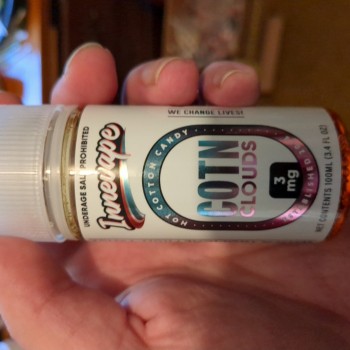 WE CHANGE LIVES!
UNDERAGE SALE PROHIBITED
Innevape
HOT COTTON CANDY
COTN
CLOUDS
3
mg
NET CONTENTS 100ML (3.4 FL OZ)